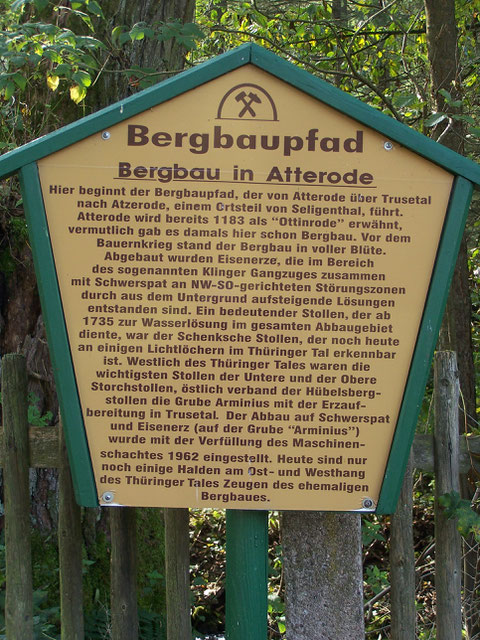 Bergbaupfad
Bergbau in Atterode
Hier beginnt der Bergbaupfad, der von Atterode über Trusetal
nach Atzerode, einem Ortsteil von Seligenthal, führt.
Atterode wird bereits 1183 als "Ottinrode" erwähnt,
vermutlich gab es damals hier schon Bergbau. Vor dem
Bauernkrieg stand der Bergbau in voller Blüte.
Abgebaut wurden Eisenerze, die im Bereich
des sogenannten Klinger Gangzuges zusammen
mit Schwerspat an NW-SO-gerichteten Störungszonen
durch aus dem Untergrund aufsteigende Lösungen
entstanden sind. Ein bedeutender Stollen, der ab
1735 zur Wasserlösung im gesamten Abbaugebiet
diente, war der Schenksche Stollen, der noch heute
an einigen Lichtlöchern im Thüringer Tal erkennbar
ist. Westlich des Thüringer Tales waren die
wichtigsten Stollen der Untere und der Obere
Storchstollen, östlich verband der Hübelsberg-
stollen die Grube Arminius mit der Erzauf-
bereitung in Trusetal. Der Abbau auf Schwerspat
und Eisenerz (auf der Grube "Arminius")
wurde mit der Verfüllung des Maschinen-
schachtes 1962 eingestellt. Heute sind nur
noch einige Halden am Ost- und Westhang
des Thüringer Tales Zeugen des ehemaligen
Bergbaues.